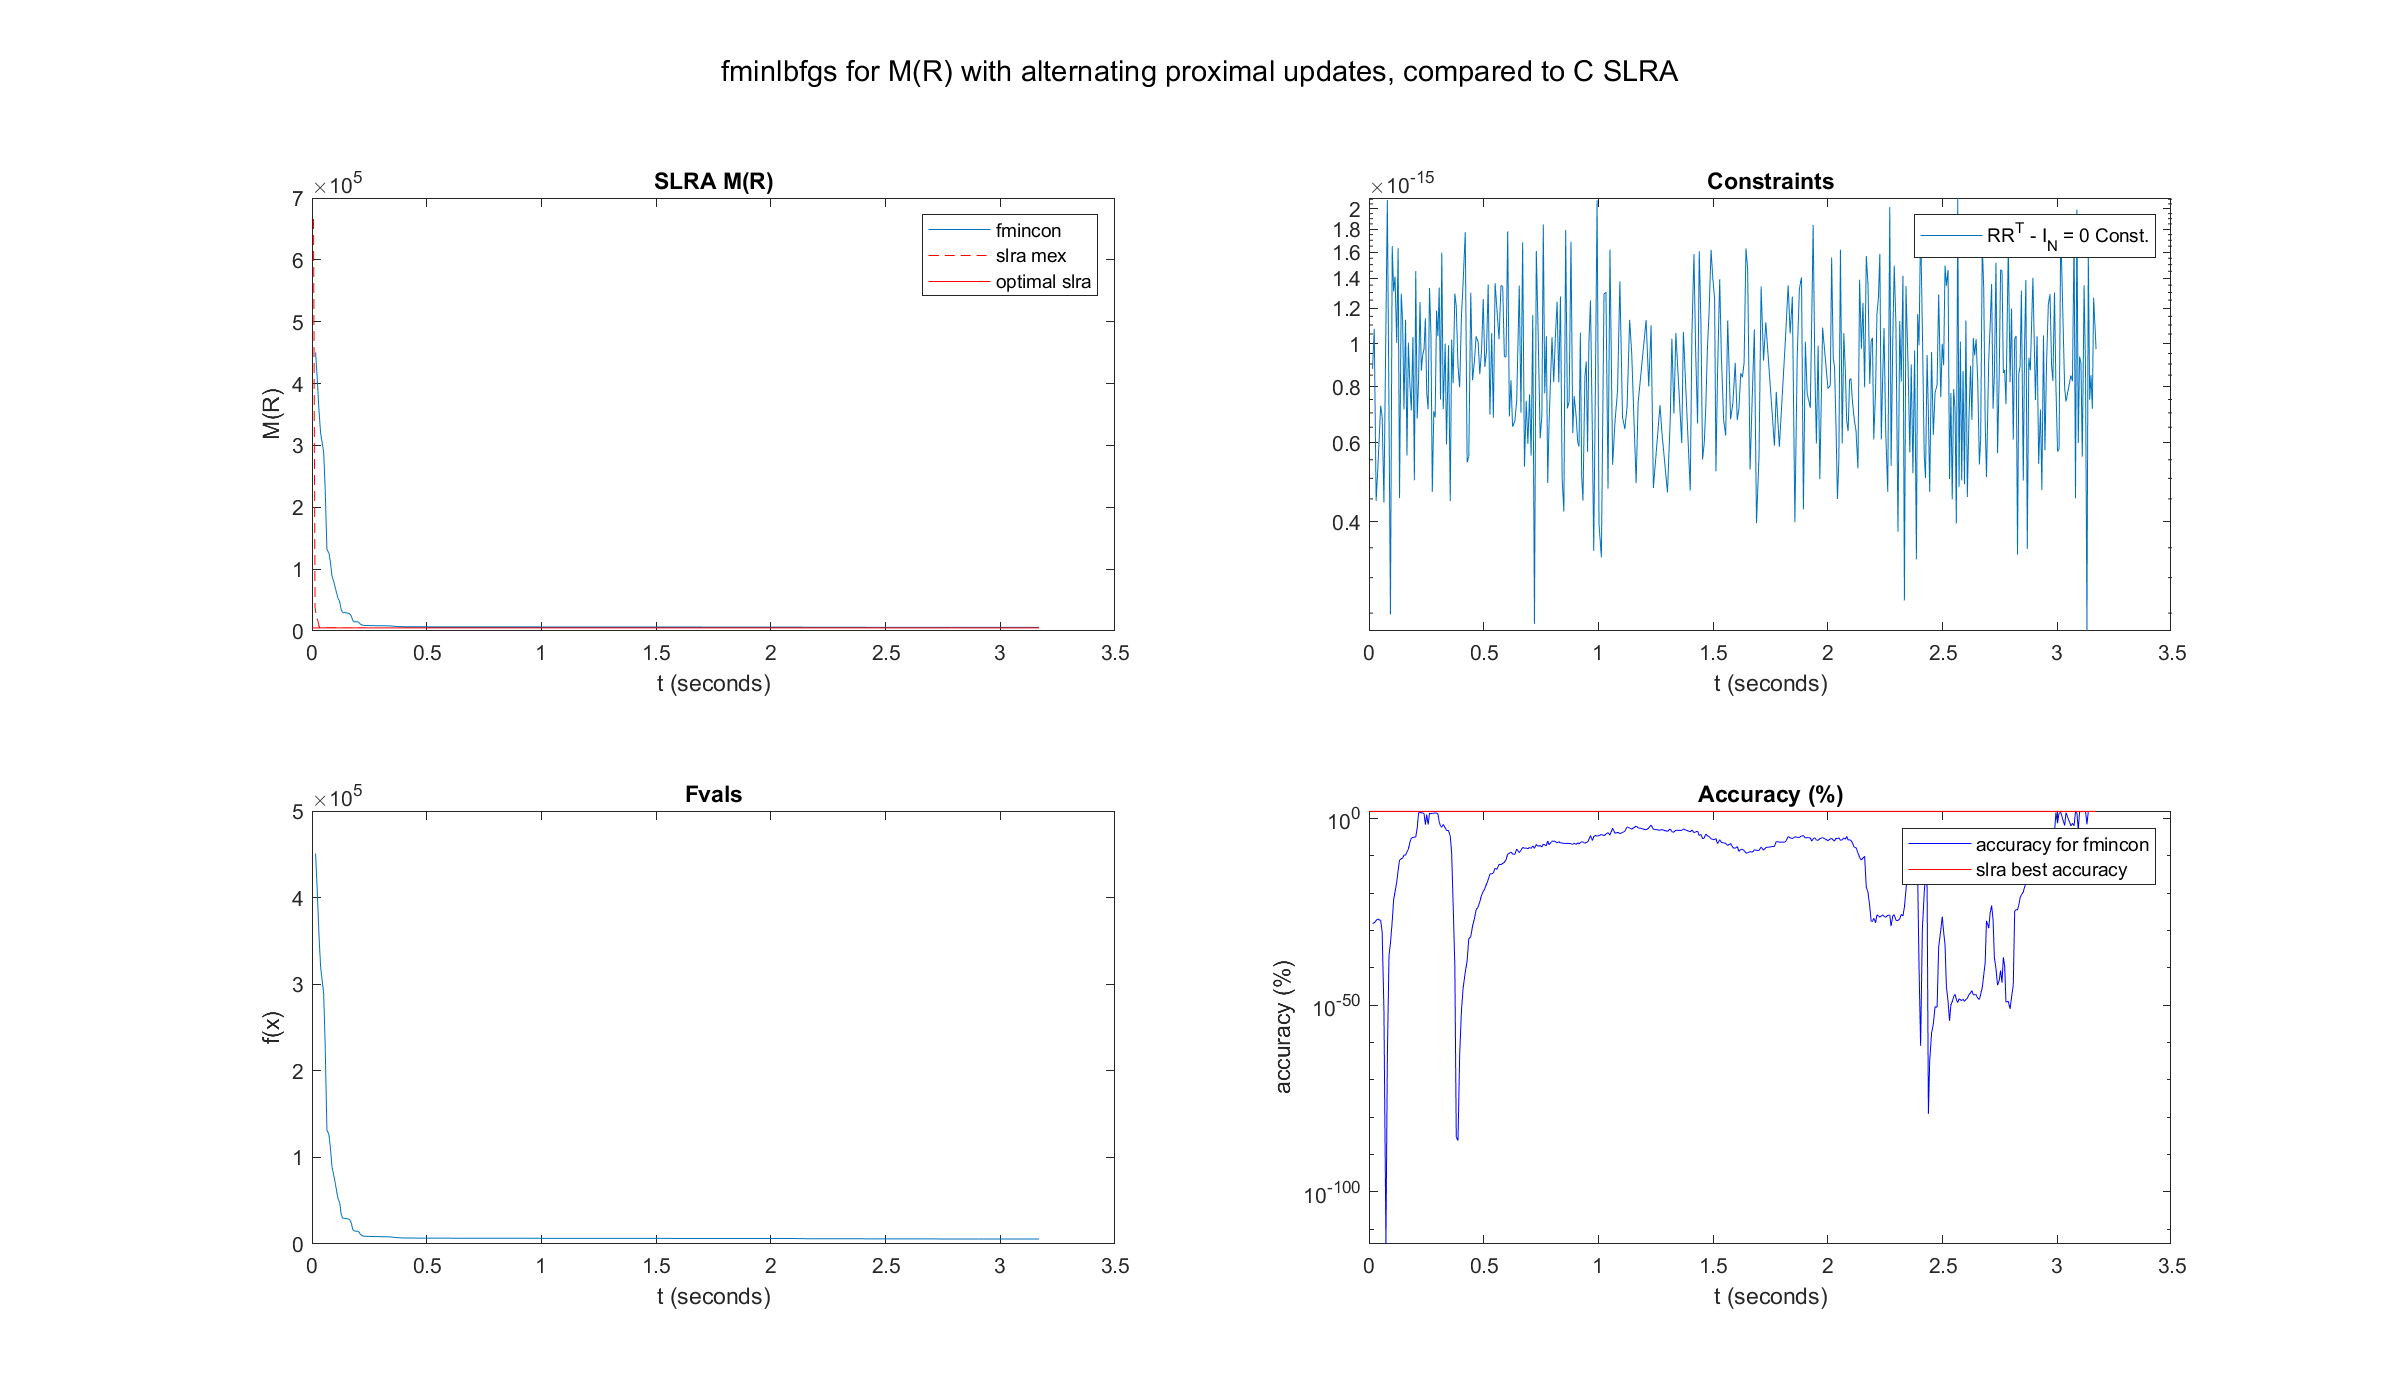 fminlbfgs for M(R) with alternating proximal updates, compared to C SLRA
SLRA M(R)
×10^5
7
6
5
4
3
2
1
0
M(R)
0 0.5 1 1.5 2 2.5 3 3.5
t (seconds)
fmincon
slra mex
optimal slra
Constraints
×10^-15
2
1.8
1.6
1.4
1.2
1
0.8
0.6
0.4
0 0.5 1 1.5 2 2.5 3 3.5
t (seconds)
RR^T - I_N = 0 Const.
Fvals
×10^5
5
4
3
2
1
0
f(x)
0 0.5 1 1.5 2 2.5 3 3.5
t (seconds)
Accuracy (%)
10^0
10^-50
10^-100
accuracy (%)
0 0.5 1 1.5 2 2.5 3 3.5
t (seconds)
accuracy for fmincon
slra best accuracy